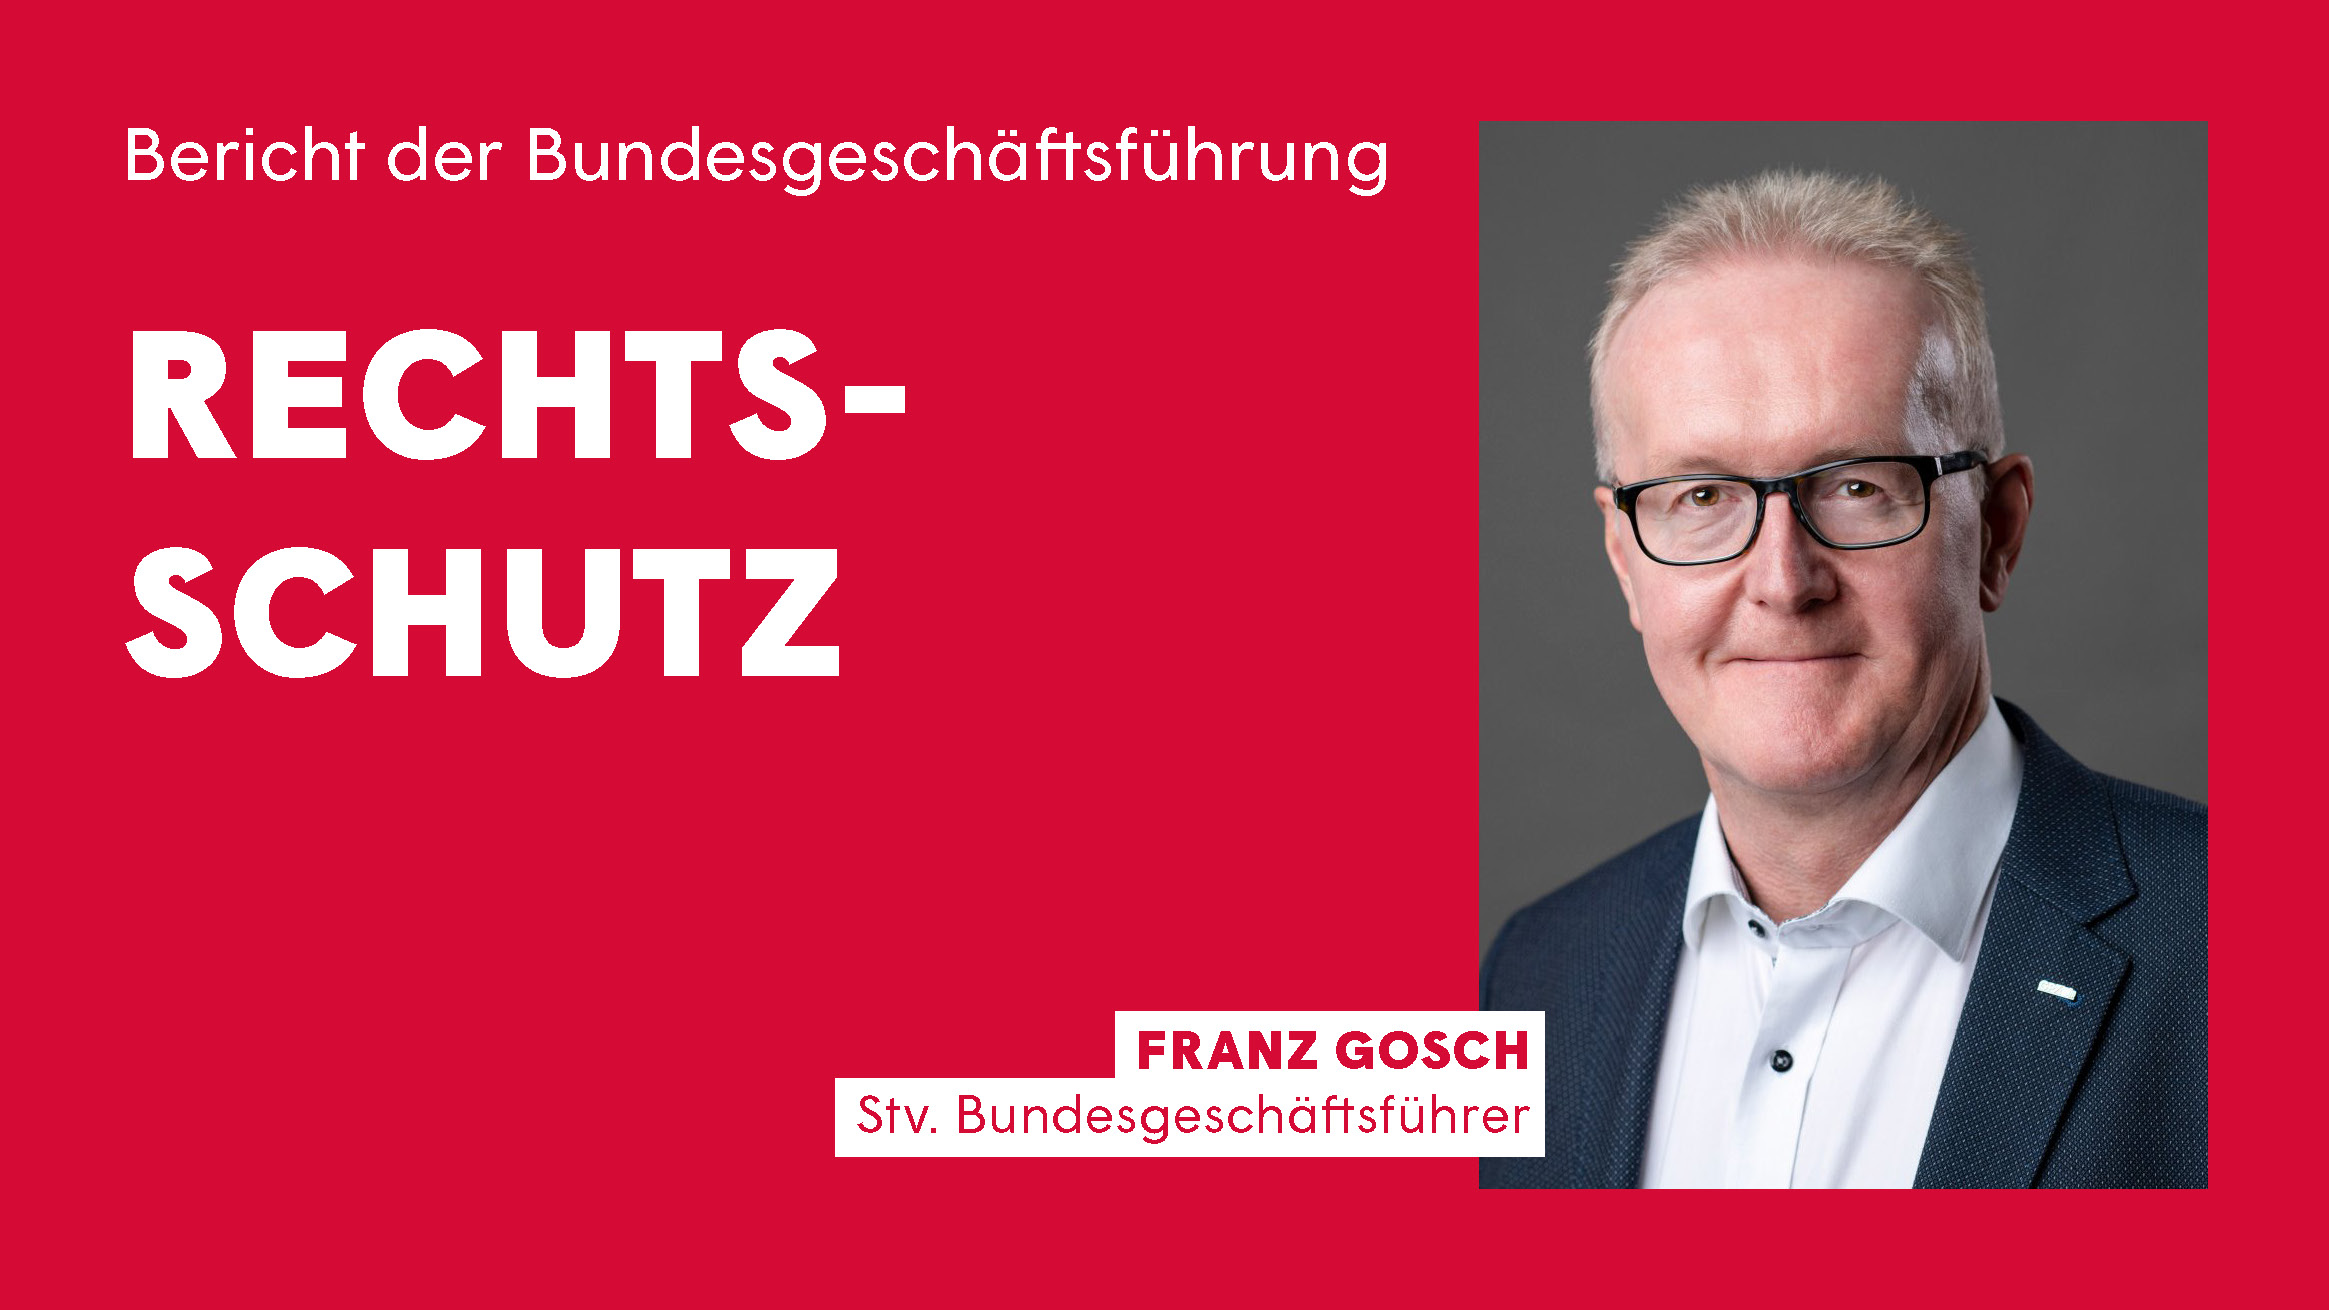 Bericht der Bundesgeschäftsführung
RECHTS-
SCHUTZ
FRANZ GOSCH
Stv. Bundesgeschäftsführer